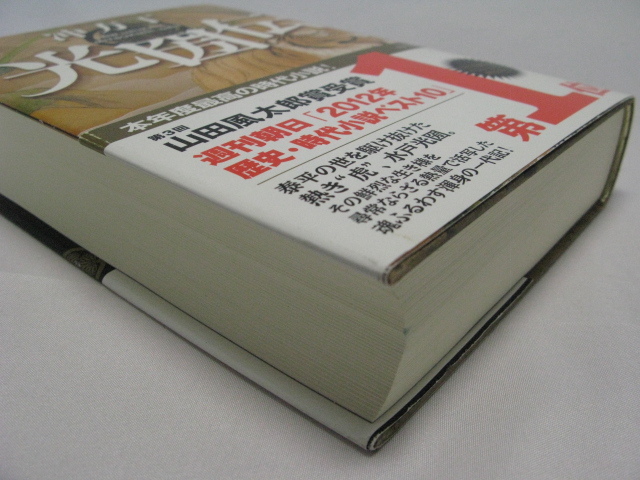 光圀伝
本年度最高の時代小説!
第3回
山田風太郎賞受賞
週刊朝日「2012年
歴史・時代小説ベスト10」
第1位
泰平の世を駆け抜けた
熱き“虎”、水戸光圀。
その鮮烈な生き様を
尋常ならざる熱量で活写した
魂ふるわす渾身の一代記!